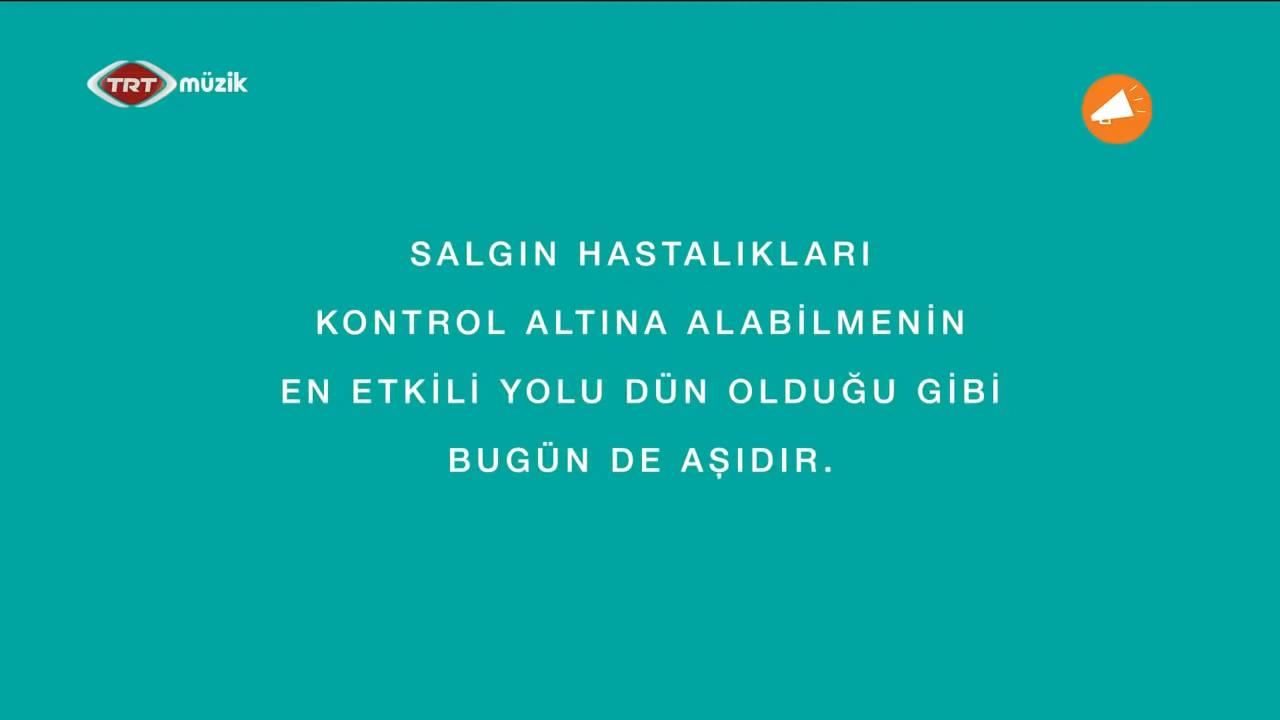 TRT müzik
SALGIN HASTALIKLARI
KONTROL ALTINA ALABİLMENİN
EN ETKİLİ YOLU DÜN OLDUĞU GİBİ
BUGÜN DE AŞIDIR.